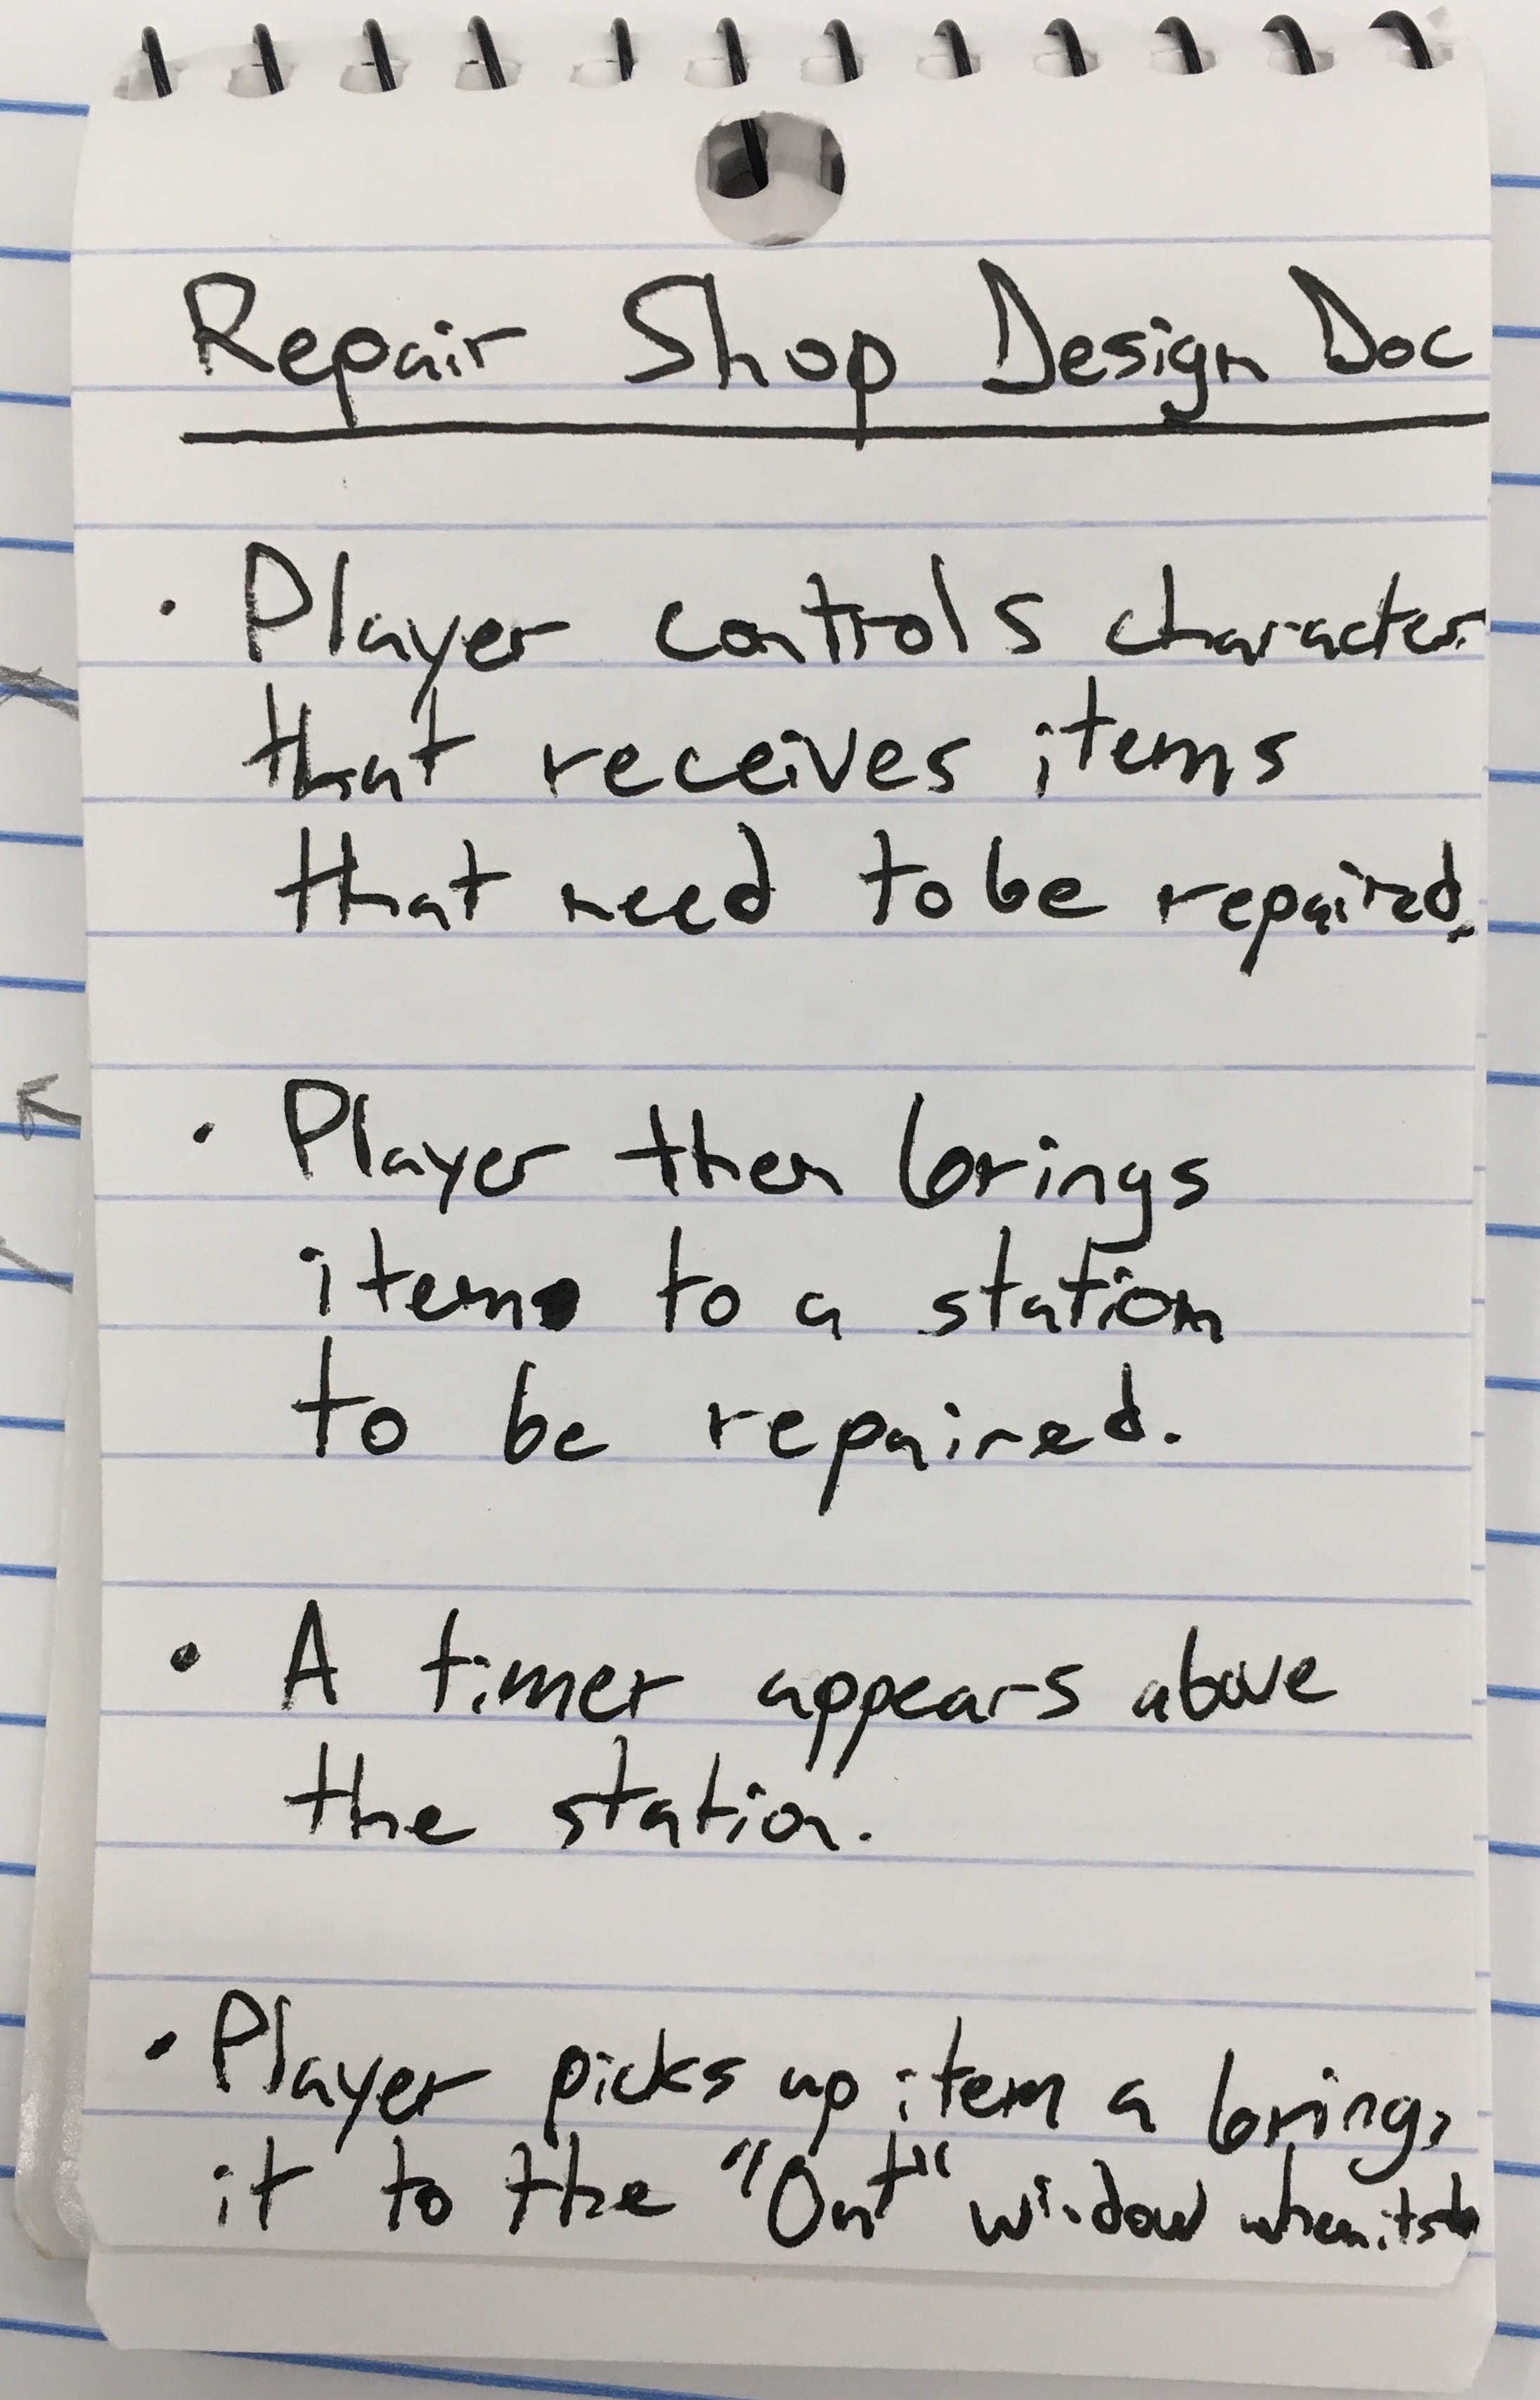 Repair Shop Design Doc
• Player controls character
that receives items
that need to be repaired.
• Player then brings
item to a station
to be repaired.
• A timer appears above
the station.
• Player picks up item a brings
it to the "Out" window when its